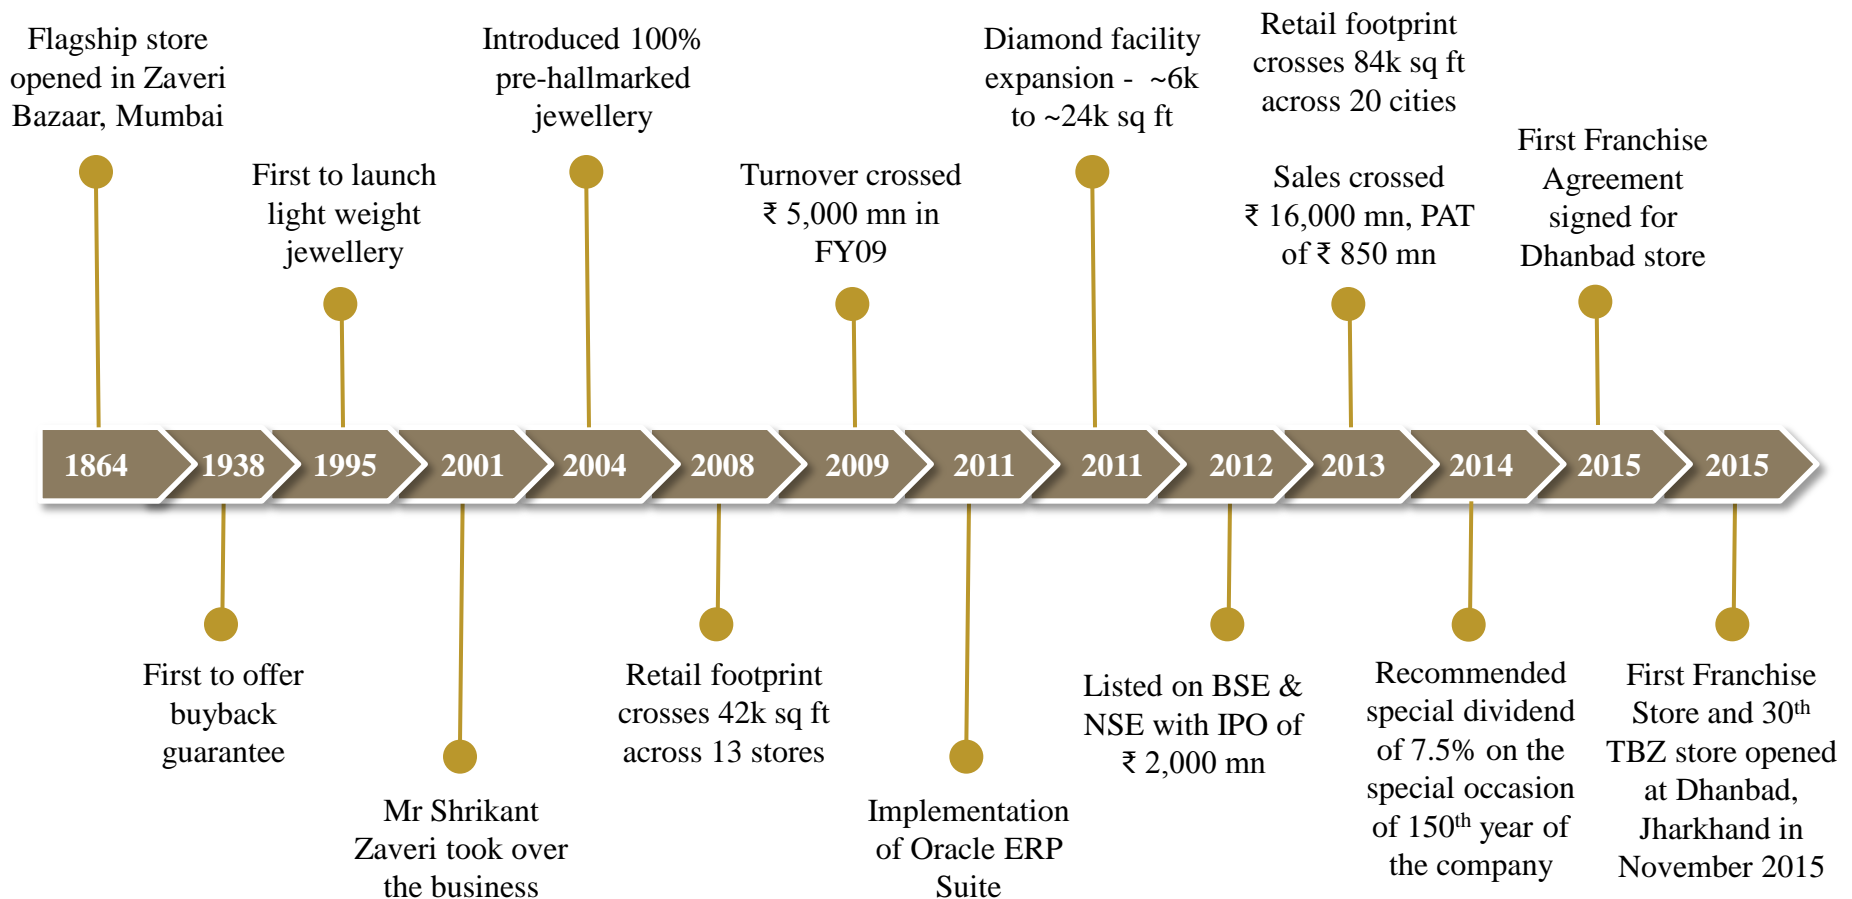 Flagship store
opened in Zaveri
Bazaar, Mumbai
First to launch
light weight
jewellery
Introduced 100%
pre-hallmarked
jewellery
Turnover crossed
₹ 5,000 mn in
FY09
Diamond facility
expansion - ~6k
to ~24k sq ft
Retail footprint
crosses 84k sq ft
across 20 cities
Sales crossed
₹ 16,000 mn, PAT
of ₹ 850 mn
First Franchise
Agreement
signed for
Dhanbad store
1864 1938 1995 2001 2004 2008 2009 2011 2011 2012 2013 2014 2015 2015
First to offer
buyback
guarantee
Mr Shrikant
Zaveri took over
the business
Retail footprint
crosses 42k sq ft
across 13 stores
Implementation
of Oracle ERP
Suite
Listed on BSE &
NSE with IPO of
₹ 2,000 mn
Recommended
special dividend
of 7.5% on the
special occasion
of 150th year of
the company
First Franchise
Store and 30th
TBZ store opened
at Dhanbad,
Jharkhand in
November 2015